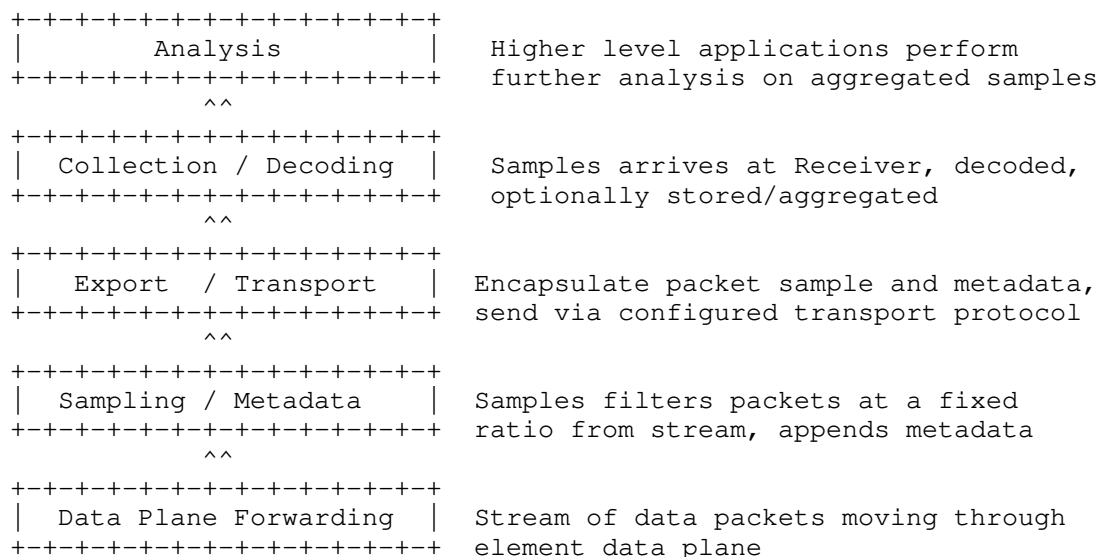 +-+-+-+-+-+-+-+-+-+-+-+-+-+
|        Analysis         |   Higher level applications perform
+-+-+-+-+-+-+-+-+-+-+-+-+-+   further analysis on aggregated samples
            ^^
+-+-+-+-+-+-+-+-+-+-+-+-+-+
|  Collection / Decoding  |   Samples arrives at Receiver, decoded,
+-+-+-+-+-+-+-+-+-+-+-+-+-+   optionally stored/aggregated
            ^^
+-+-+-+-+-+-+-+-+-+-+-+-+-+
|   Export  / Transport   |  Encapsulate packet sample and metadata,
+-+-+-+-+-+-+-+-+-+-+-+-+-+  send via configured transport protocol
            ^^
+-+-+-+-+-+-+-+-+-+-+-+-+-+
|  Sampling / Metadata    |  Samples filters packets at a fixed
+-+-+-+-+-+-+-+-+-+-+-+-+-+  ratio from stream, appends metadata
            ^^
+-+-+-+-+-+-+-+-+-+-+-+-+-+
|  Data Plane Forwarding  |  Stream of data packets moving through
+-+-+-+-+-+-+-+-+-+-+-+-+-+  element data plane